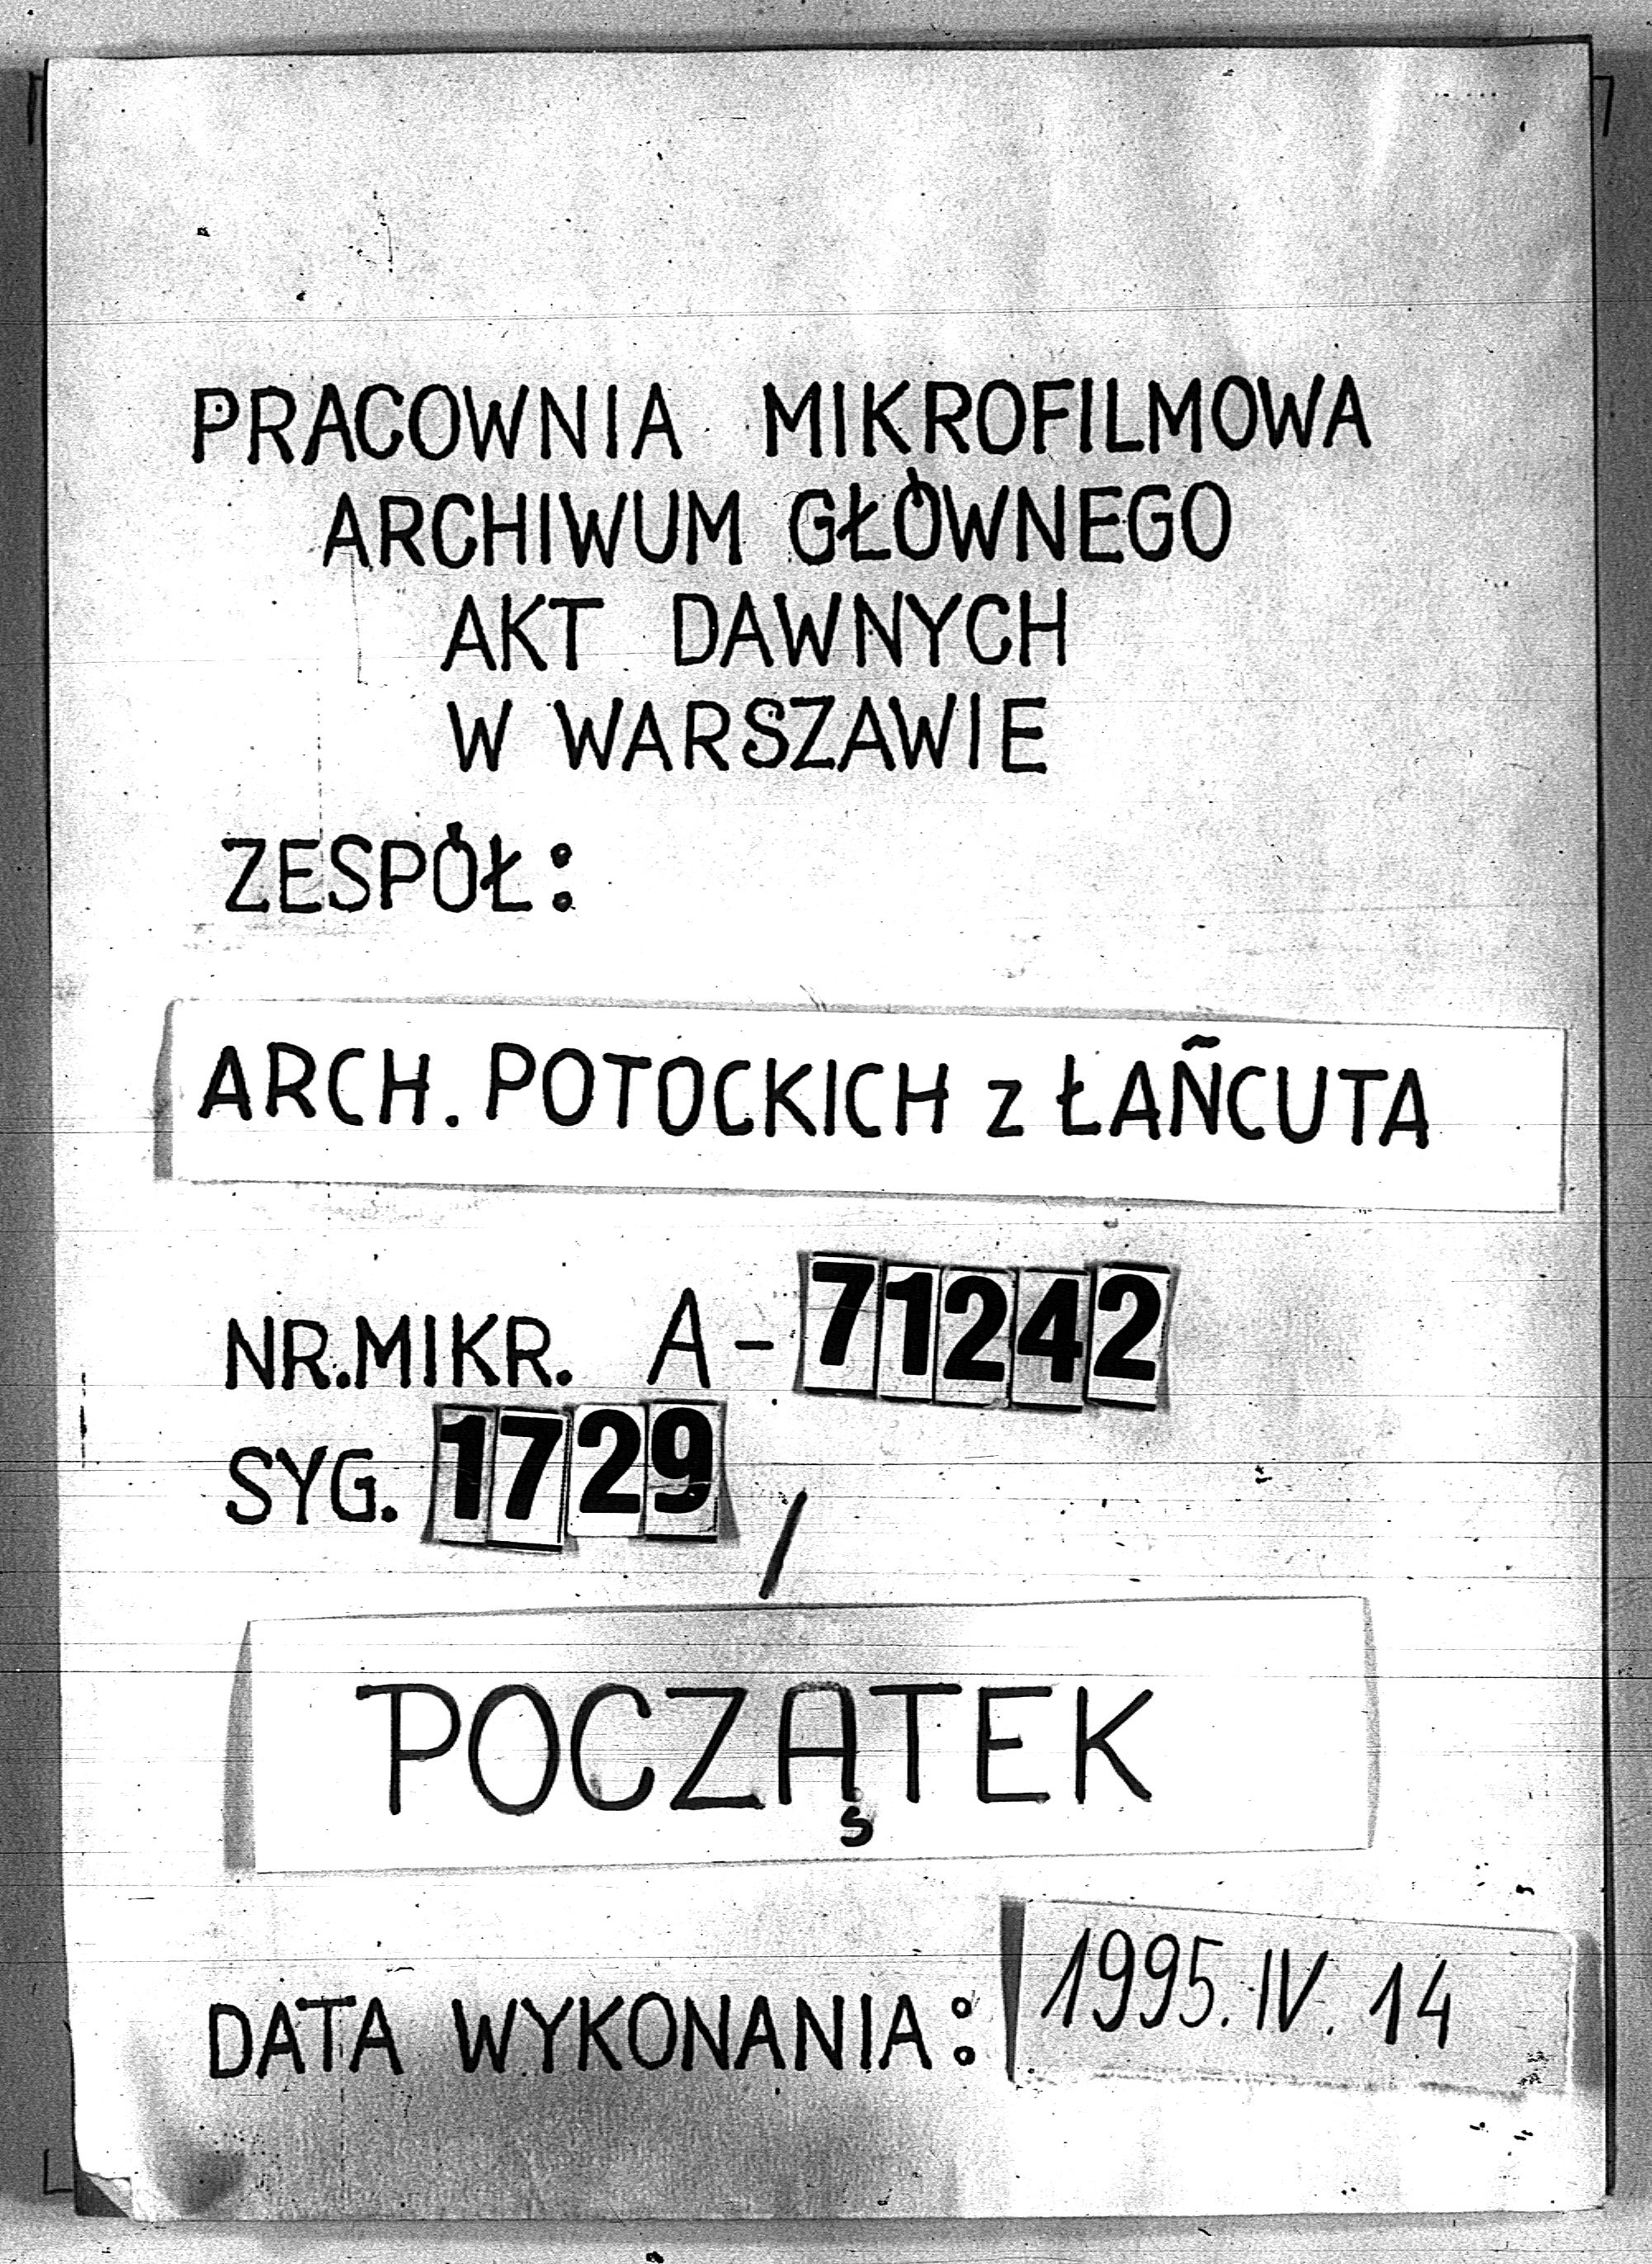 PRACOWNIA MIKROFILMOWA
ARCHIWUM GŁÓWNEGO
AKT DAWNYCH
W WARSZAWIE
ZESPÓŁ:
ARCH. POTOCKICH z ŁAŃCUTA
NR.MIKR. A-71242
SYG. 1729/
POCZĄTEK
DATA WYKONANIA: 1995.IV.14